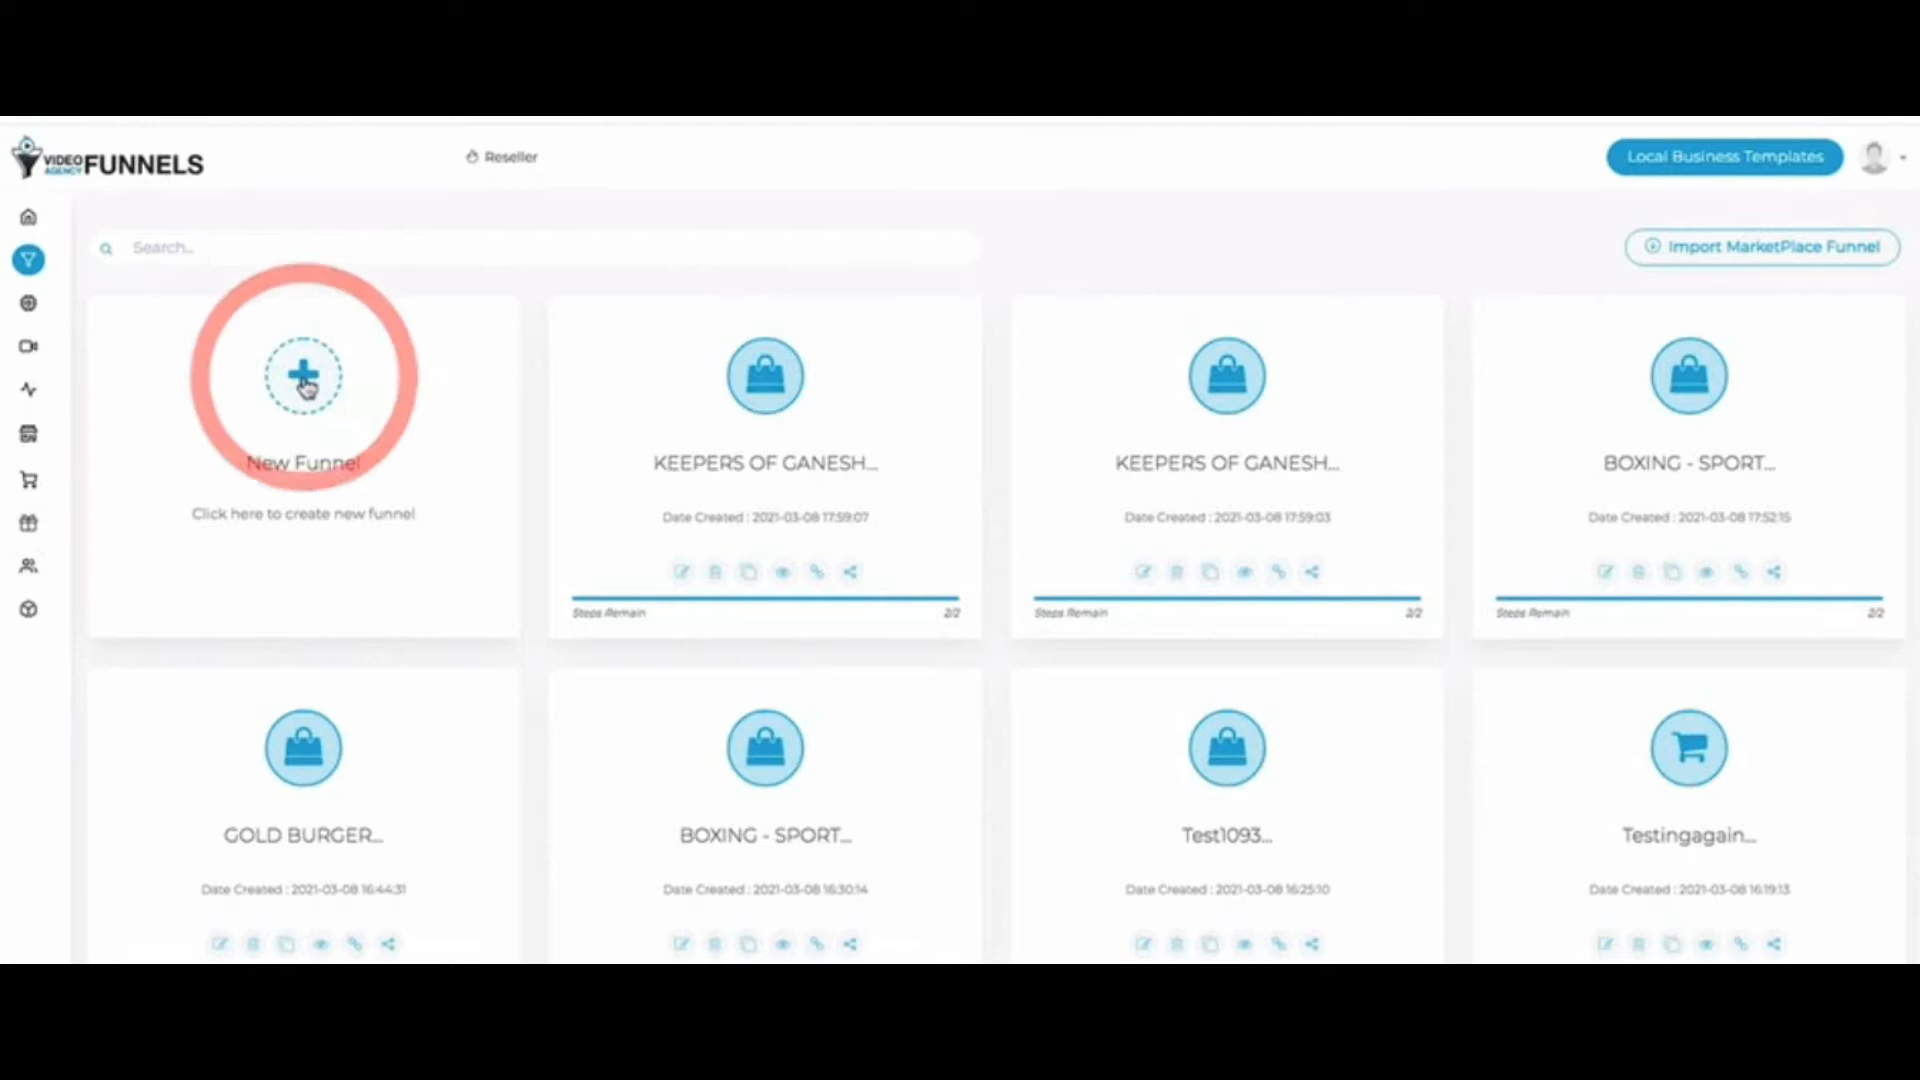 VIDEO AGENCY FUNNELS
Reseller
Local Business Templates
Search...
Import MarketPlace Funnel
New Funnel
Click here to create new funnel
KEEPERS OF GANESH...
Date Created : 2021-03-08 17:59:07
Steps Remain 2/2
KEEPERS OF GANESH...
Date Created : 2021-03-08 17:59:03
Steps Remain 2/2
BOXING - SPORT...
Date Created : 2021-03-08 17:52:15
Steps Remain 2/2
GOLD BURGER...
Date Created : 2021-03-08 16:44:31
BOXING - SPORT...
Date Created : 2021-03-08 16:30:14
Test1093...
Date Created : 2021-03-08 16:25:10
Testingagain...
Date Created : 2021-03-08 16:19:13